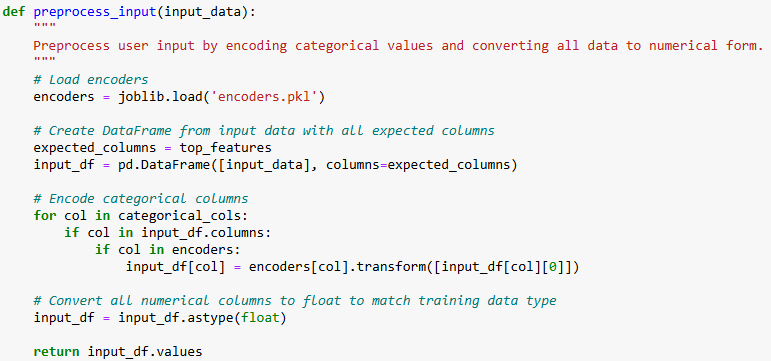 def preprocess_input(input_data):
    """
    Preprocess user input by encoding categorical values and converting all data to numerical form.
    """
    # Load encoders
    encoders = joblib.load('encoders.pkl')

    # Create DataFrame from input data with all expected columns
    expected_columns = top_features
    input_df = pd.DataFrame([input_data], columns=expected_columns)

    # Encode categorical columns
    for col in categorical_cols:
        if col in input_df.columns:
            if col in encoders:
                input_df[col] = encoders[col].transform([input_df[col][0]])

    # Convert all numerical columns to float to match training data type
    input_df = input_df.astype(float)

    return input_df.values